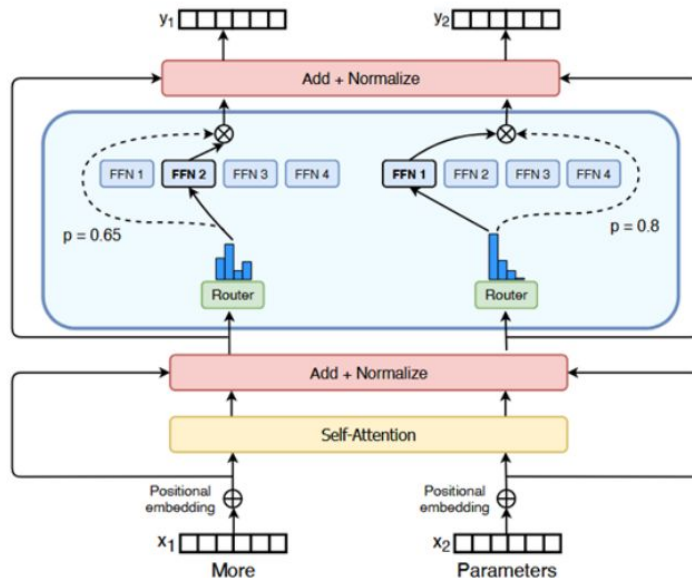 y1 y2
Add + Normalize
FFN 1 FFN 2 FFN 3 FFN 4 FFN 1 FFN 2 FFN 3 FFN 4
p = 0.65 p = 0.8
Router Router
Add + Normalize
Self-Attention
Positional embedding Positional embedding
x1 x2
More Parameters